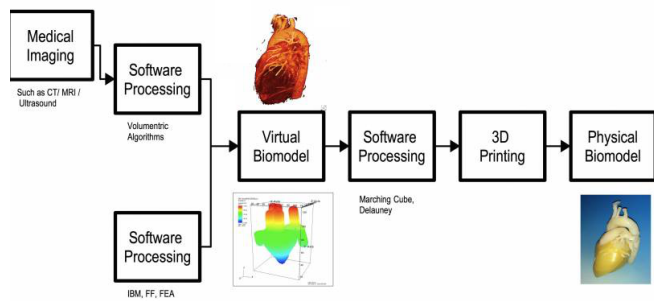 Medical
Imaging
Such as CT/ MRI /
Ultrasound
Software
Processing
Volumentric
Algorithms
Virtual
Biomodel
Software
Processing
Marching Cube,
Delauney
3D
Printing
Physical
Biomodel
Software
Processing
IBM, FF, FEA